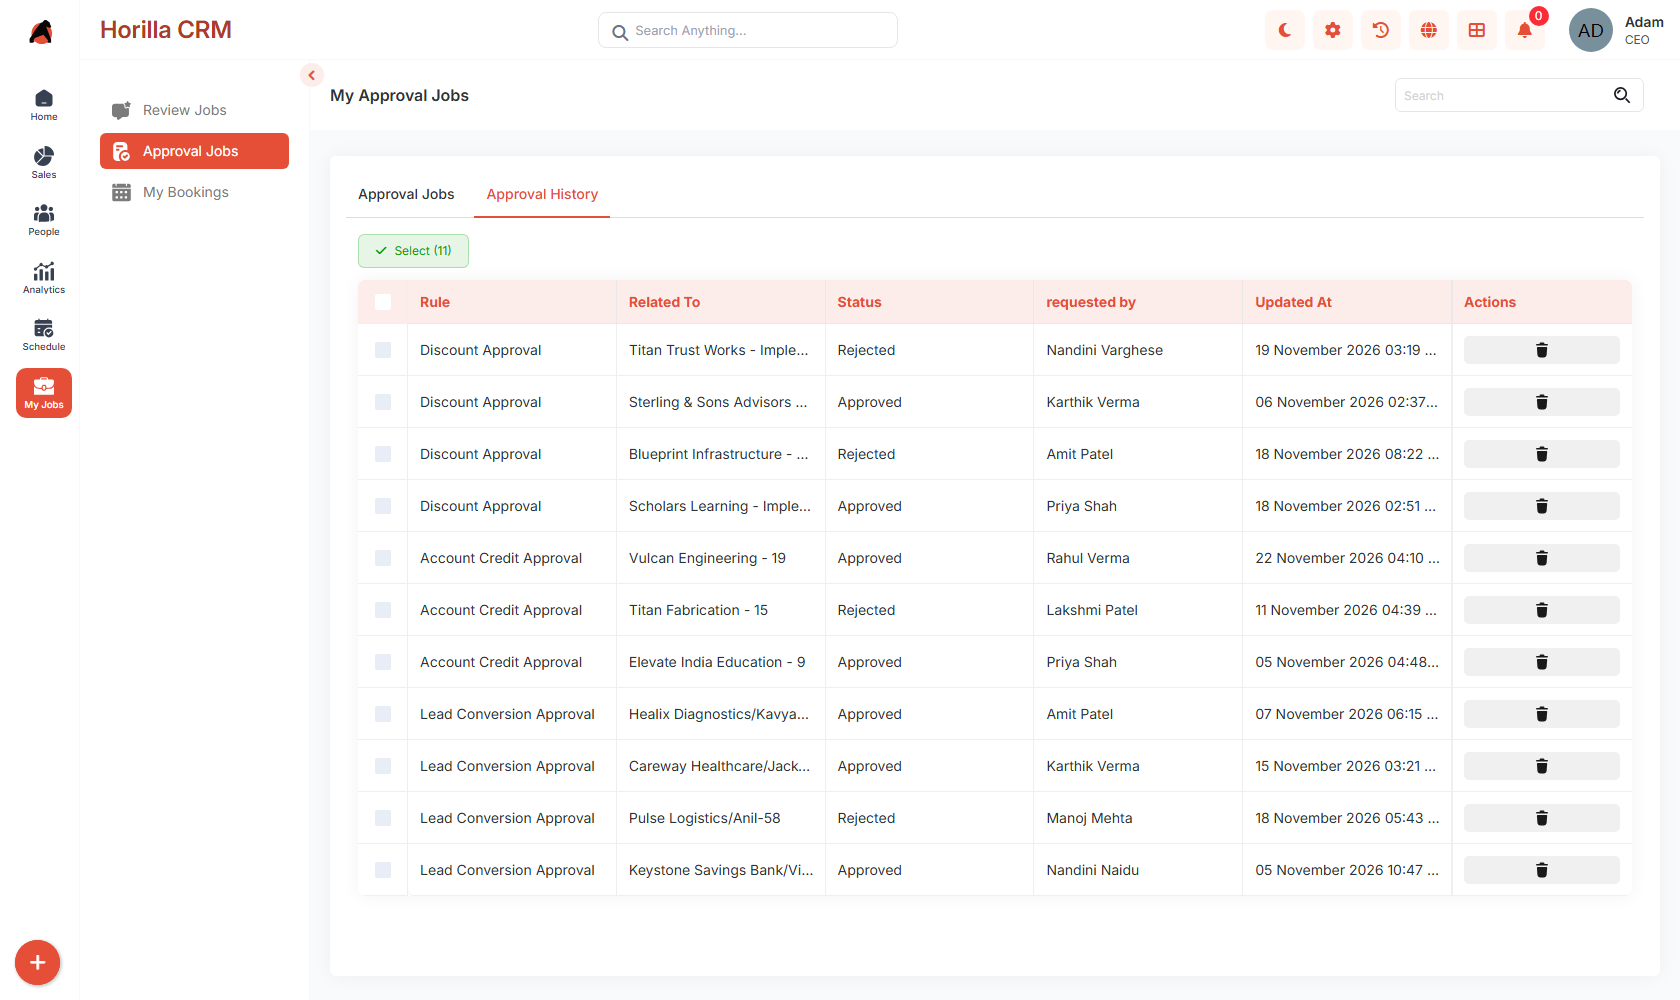 Horilla CRM
Search Anything...
0
AD
Adam
CEO
Home
Sales
People
Analytics
Schedule
My Jobs
Review Jobs
Approval Jobs
My Bookings
My Approval Jobs
Search
Approval Jobs
Approval History
Select (11)
Rule Related To Status requested by Updated At Actions
Discount Approval Titan Trust Works - Imple... Rejected Nandini Varghese 19 November 2026 03:19 ...
Discount Approval Sterling & Sons Advisors ... Approved Karthik Verma 06 November 2026 02:37...
Discount Approval Blueprint Infrastructure - ... Rejected Amit Patel 18 November 2026 08:22 ...
Discount Approval Scholars Learning - Imple... Approved Priya Shah 18 November 2026 02:51 ...
Account Credit Approval Vulcan Engineering - 19 Approved Rahul Verma 22 November 2026 04:10 ...
Account Credit Approval Titan Fabrication - 15 Rejected Lakshmi Patel 11 November 2026 04:39 ...
Account Credit Approval Elevate India Education - 9 Approved Priya Shah 05 November 2026 04:48...
Lead Conversion Approval Healix Diagnostics/Kavya... Approved Amit Patel 07 November 2026 06:15 ...
Lead Conversion Approval Careway Healthcare/Jack... Approved Karthik Verma 15 November 2026 03:21 ...
Lead Conversion Approval Pulse Logistics/Anil-58 Rejected Manoj Mehta 18 November 2026 05:43 ...
Lead Conversion Approval Keystone Savings Bank/Vi... Approved Nandini Naidu 05 November 2026 10:47 ...